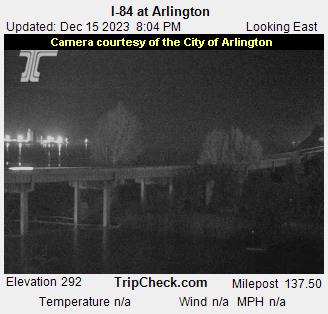 I-84 at Arlington
Updated: Dec 15 2023 8:04 PM Looking East
Camera courtesy of the City of Arlington
Elevation 292 TripCheck.com Milepost 137.50
Temperature n/a Wind n/a MPH n/a